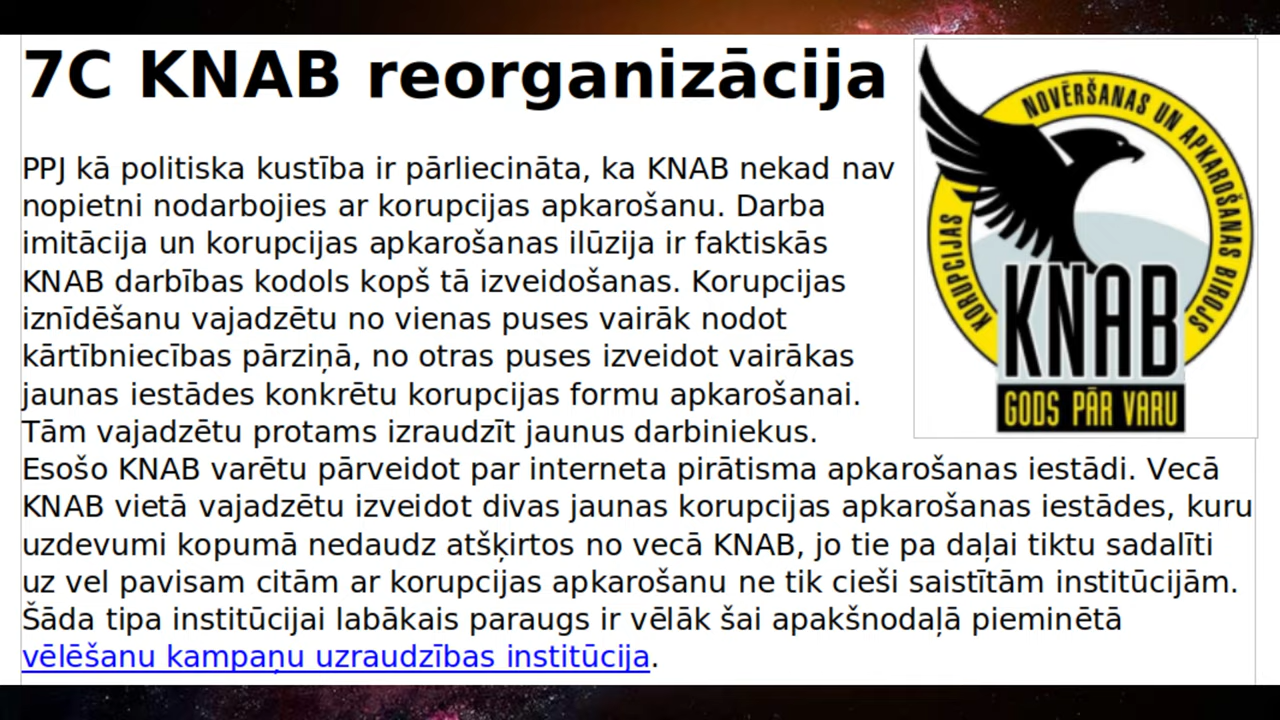 7C KNAB reorganizācija
PPJ kā politiska kustība ir pārliecināta, ka KNAB nekad nav
nopietni nodarbojies ar korupcijas apkarošanu. Darba
imitācija un korupcijas apkarošanas ilūzija ir faktiskās
KNAB darbības kodols kopš tā izveidošanas. Korupcijas
iznīdēšanu vajadzētu no vienas puses vairāk nodot
kārtībniecības pārziņā, no otras puses izveidot vairākas
jaunas iestādes konkrētu korupcijas formu apkarošanai.
Tām vajadzētu protams izraudzīt jaunus darbiniekus.
Esošo KNAB varētu pārveidot par interneta pirātisma apkarošanas iestādi. Vecā
KNAB vietā vajadzētu izveidot divas jaunas korupcijas apkarošanas iestādes, kuru
uzdevumi kopumā nedaudz atšķirtos no vecā KNAB, jo tie pa daļai tiktu sadalīti
uz vel pavisam citām ar korupcijas apkarošanu ne tik cieši saistītām institūcijām.
Šāda tipa institūcijai labākais paraugs ir vēlāk šai apakšnodaļā pieminētā
vēlēšanu kampaņu uzraudzības institūcija.
KORUPCIJAS NOVĒRŠANAS UN APKAROŠANAS BIROJS
KNAB
GODS PĀR VARU